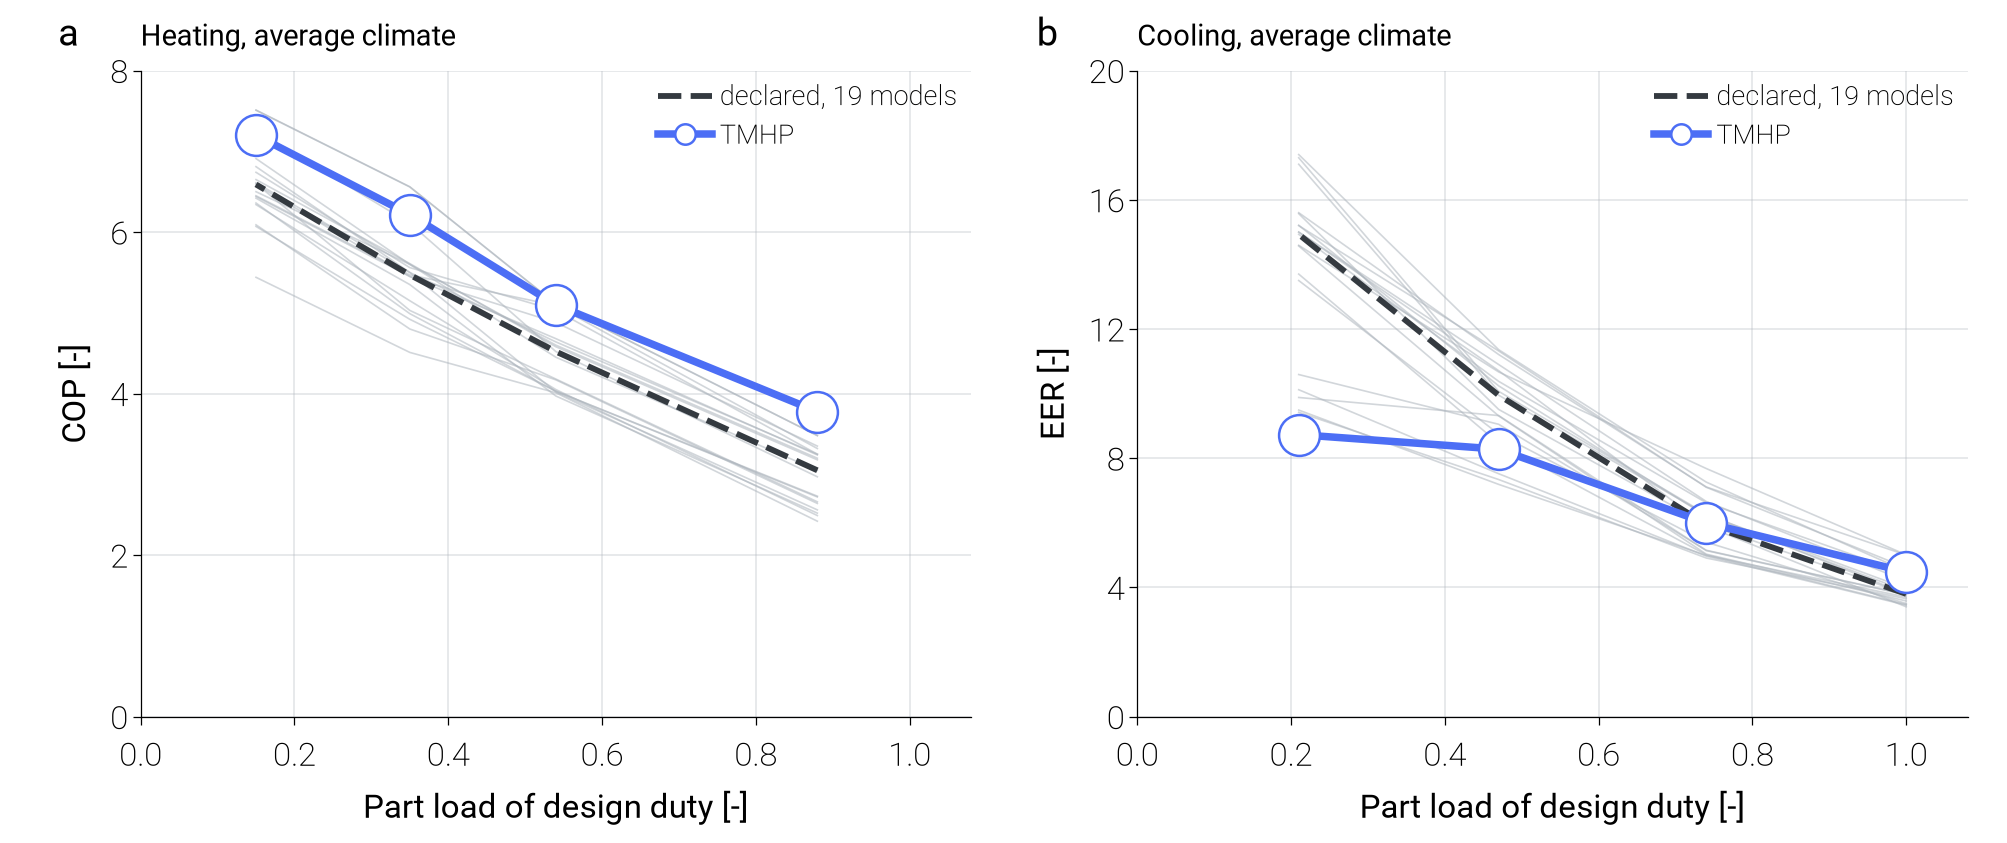 a Heating, average climate
declared, 19 models
TMHP
COP [-]
8
6
4
2
0
0.0 0.2 0.4 0.6 0.8 1.0
Part load of design duty [-]
b Cooling, average climate
declared, 19 models
TMHP
EER [-]
20
16
12
8
4
0
0.0 0.2 0.4 0.6 0.8 1.0
Part load of design duty [-]